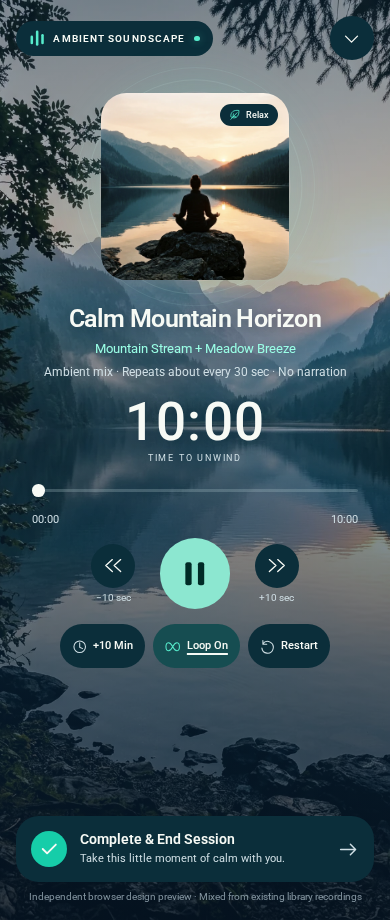 AMBIENT SOUNDSCAPE
Relax
Calm Mountain Horizon
Mountain Stream + Meadow Breeze
Ambient mix · Repeats about every 30 sec · No narration
10:00
TIME TO UNWIND
00:00
10:00
−10 sec
+10 sec
+10 Min
Loop On
Restart
Complete & End Session
Take this little moment of calm with you.
Independent browser design preview · Mixed from existing library recordings